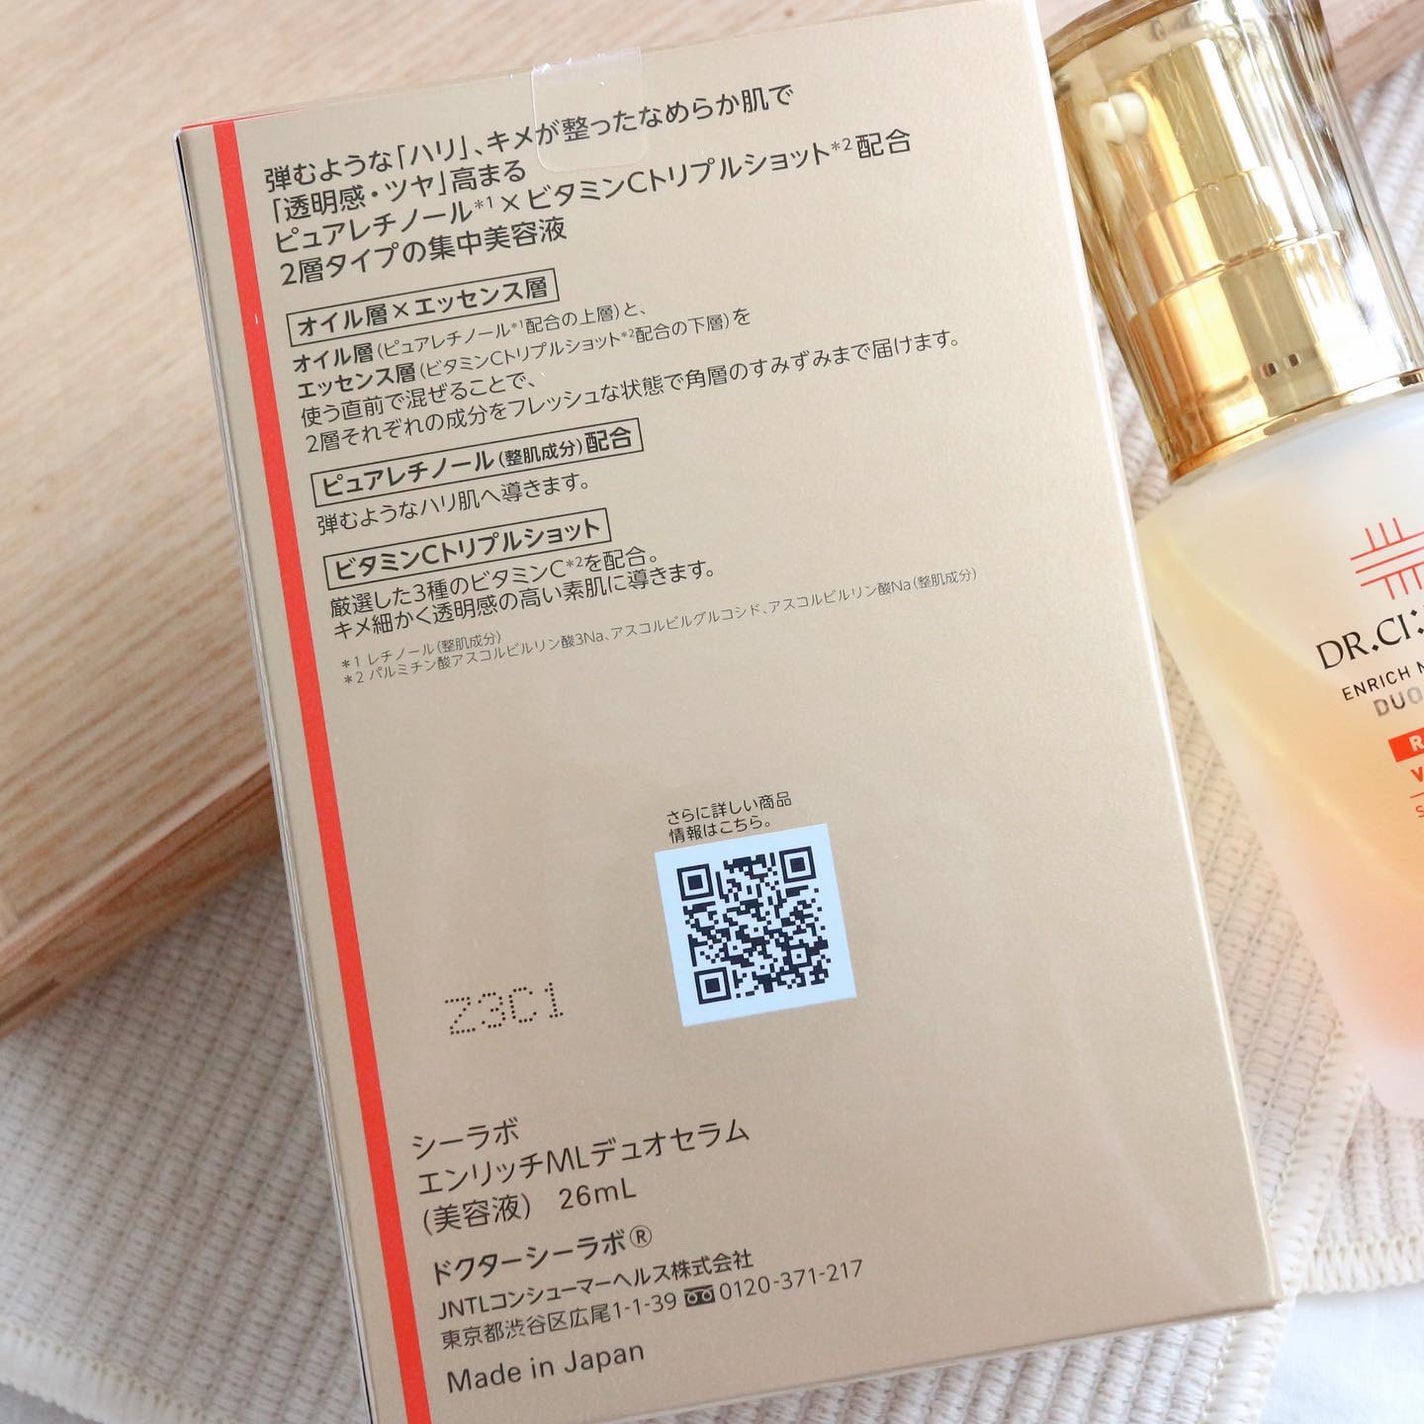 弾むような「ハリ」、キメが整ったなめらか肌で
「透明感・ツヤ」高まる
ピュアレチノール*1×ビタミンCトリプルショット*2配合
2層タイプの集中美容液
オイル層×エッセンス層
オイル層(ピュアレチノール*1配合の上層)と、
エッセンス層(ビタミンCトリプルショット*2配合の下層)を
使う直前で混ぜることで、
2層それぞれの成分をフレッシュな状態で角層のすみずみまで届けます。
ピュアレチノール(整肌成分)配合
弾むようなハリ肌へ導きます。
ビタミンCトリプルショット
厳選した3種のビタミンC*2を配合。
キメ細かく透明感の高い素肌に導きます。
*1 レチノール(整肌成分)
*2 パルミチン酸アスコルビルリン酸3Na、アスコルビルグルコシド、アスコルビルリン酸Na(整肌成分)
さらに詳しい商品
情報はこちら。
Z3C1
シーラボ
エンリッチMLデュオセラム
(美容液) 26mL
ドクターシーラボ®
JNTLコンシューマーヘルス株式会社
東京都渋谷区広尾1-1-39 0120-371-217
Made in Japan
DR.CI:
ENRICH
DUO